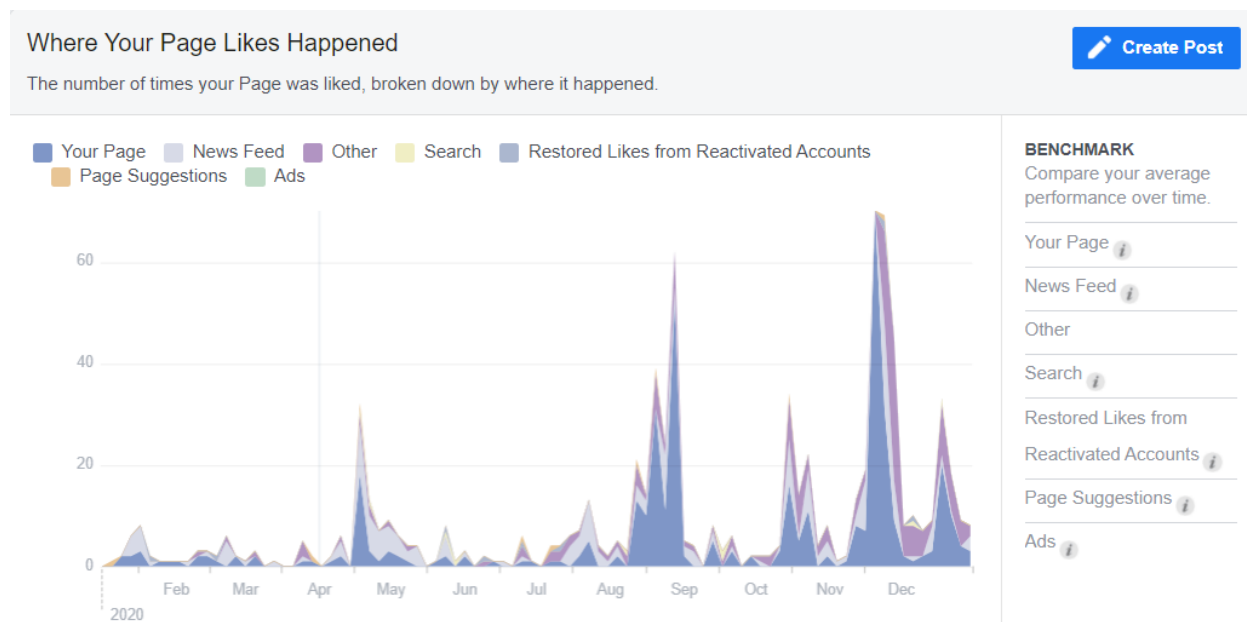 Where Your Page Likes Happened
Create Post
The number of times your Page was liked, broken down by where it happened.
Your Page
News Feed
Other
Search
Restored Likes from Reactivated Accounts
Page Suggestions
Ads
60
40
20
0
Feb
Mar
Apr
May
Jun
Jul
Aug
Sep
Oct
Nov
Dec
2020
BENCHMARK
Compare your average
performance over time.
Your Page i
News Feed i
Other
Search i
Restored Likes from
Reactivated Accounts i
Page Suggestions i
Ads i